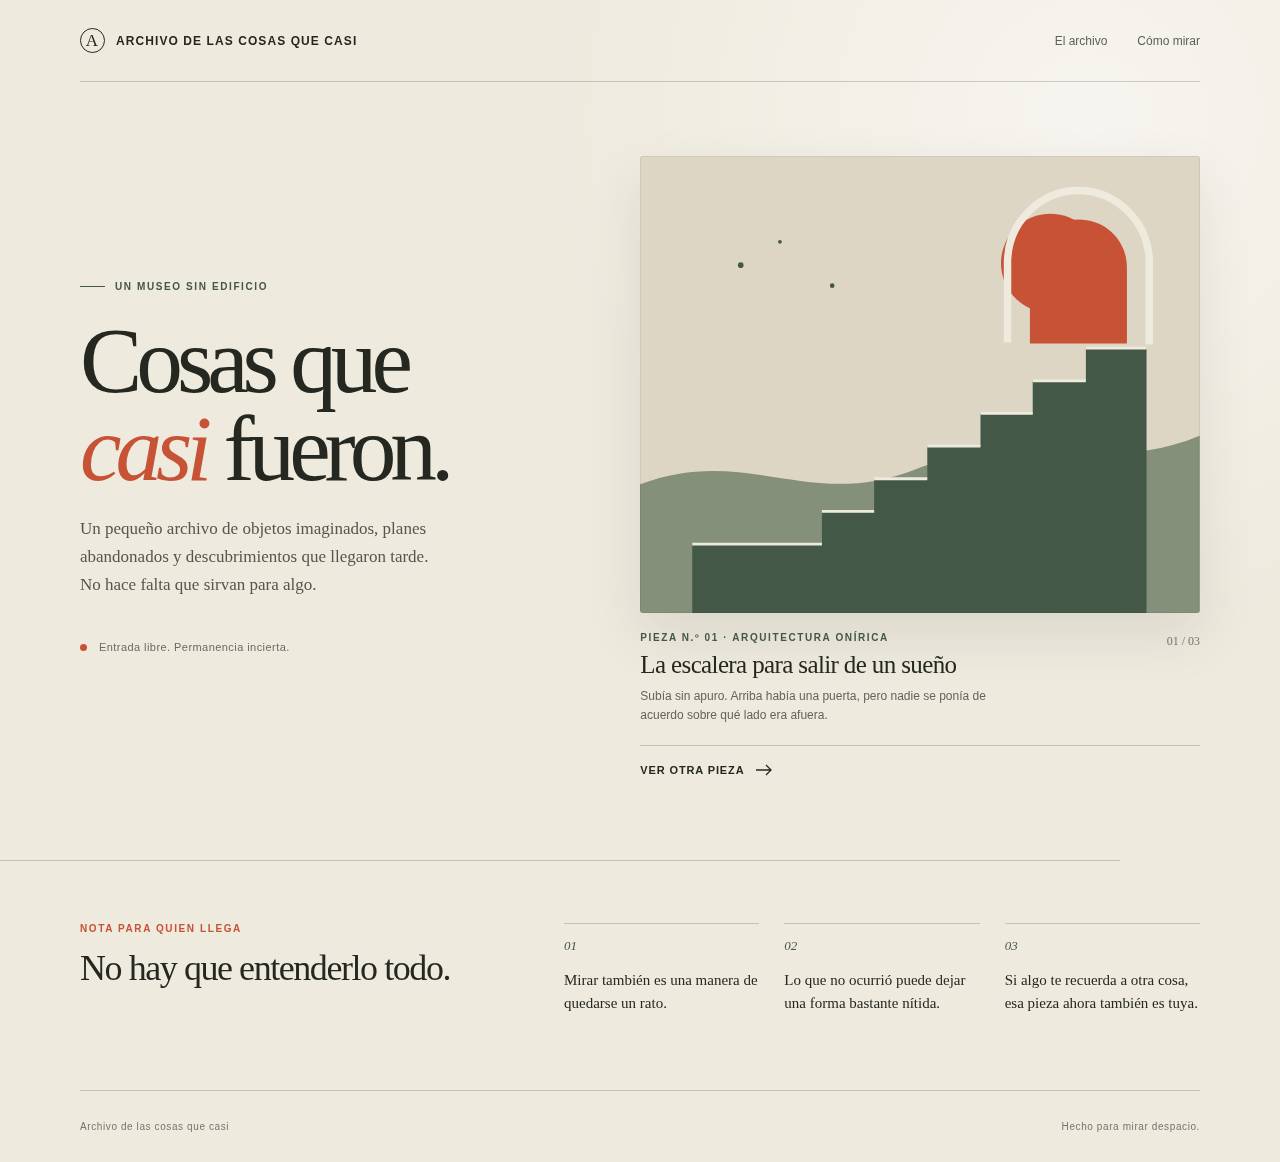 A ARCHIVO DE LAS COSAS QUE CASI
El archivo Cómo mirar
UN MUSEO SIN EDIFICIO
Cosas que
casi fueron.
Un pequeño archivo de objetos imaginados, planes
abandonados y descubrimientos que llegaron tarde.
No hace falta que sirvan para algo.
Entrada libre. Permanencia incierta.
PIEZA N.º 01 · ARQUITECTURA ONÍRICA
01 / 03
La escalera para salir de un sueño
Subía sin apuro. Arriba había una puerta, pero nadie se ponía de
acuerdo sobre qué lado era afuera.
VER OTRA PIEZA
NOTA PARA QUIEN LLEGA
No hay que entenderlo todo.
01
Mirar también es una manera de
quedarse un rato.
02
Lo que no ocurrió puede dejar
una forma bastante nítida.
03
Si algo te recuerda a otra cosa,
esa pieza ahora también es tuya.
Archivo de las cosas que casi
Hecho para mirar despacio.